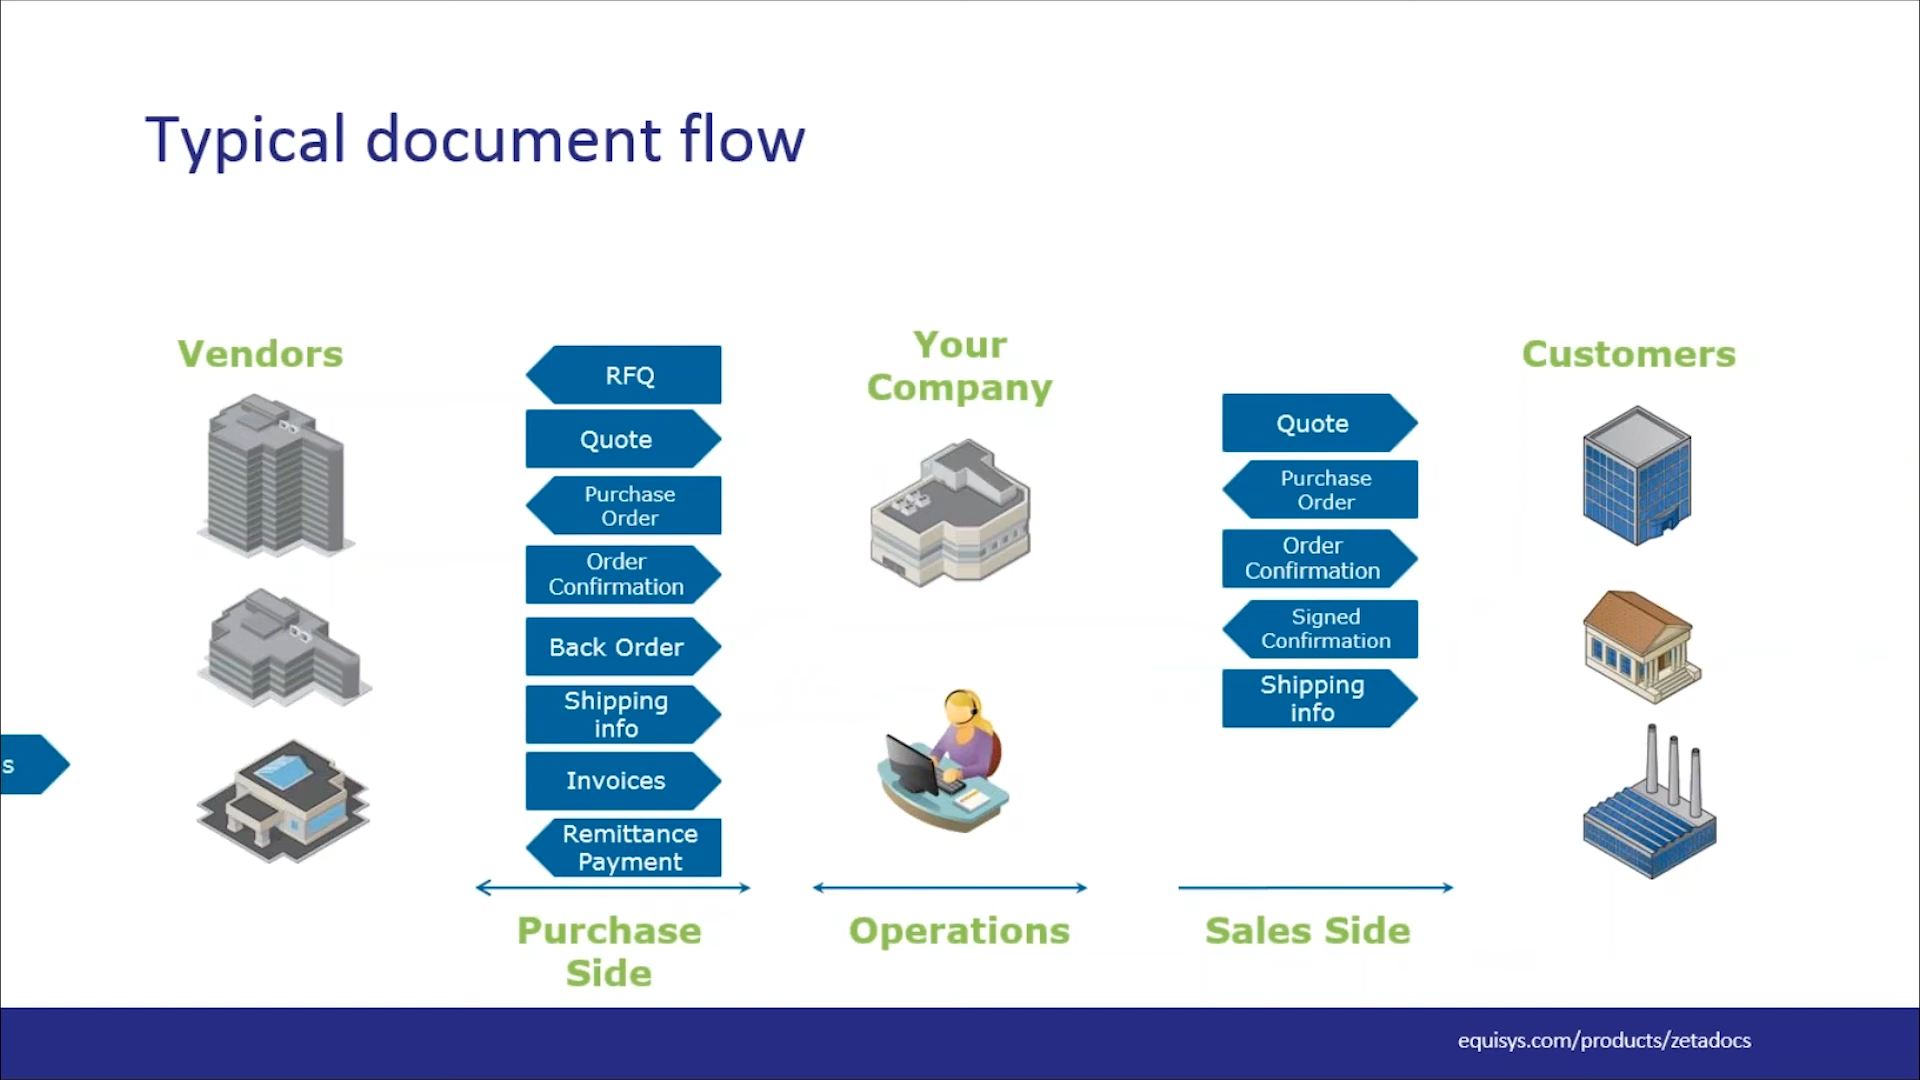 Typical document flow
Vendors
RFQ
Quote
Purchase
Order
Order
Confirmation
Back Order
Shipping
info
Invoices
Remittance
Payment
Your
Company
Quote
Purchase
Order
Order
Confirmation
Signed
Confirmation
Shipping
info
Customers
s
Purchase
Side
Operations
Sales Side
equisys.com/products/zetadocs